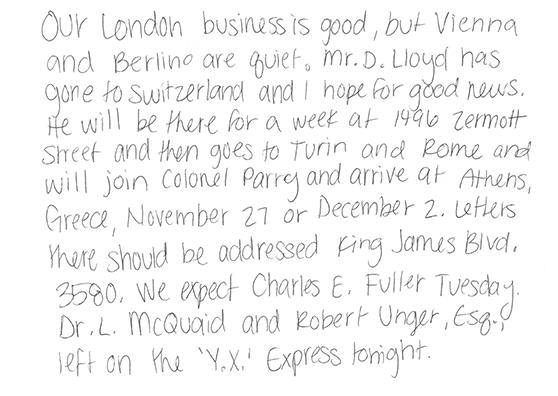 Our London business is good, but Vienna
and Berlino are quiet. Mr. D. Lloyd has
gone to Switzerland and I hope for good news.
He will be there for a week at 1496 Zermott
Street and then goes to Turin and Rome and
will join Colonel Parry and arrive at Athens,
Greece, November 27 or December 2. Letters
there should be addressed King James Blvd.
3580. We expect Charles E. Fuller Tuesday.
Dr. L. McQuaid and Robert Unger, Esq.,
left on the 'Y.X.' Express tonight.